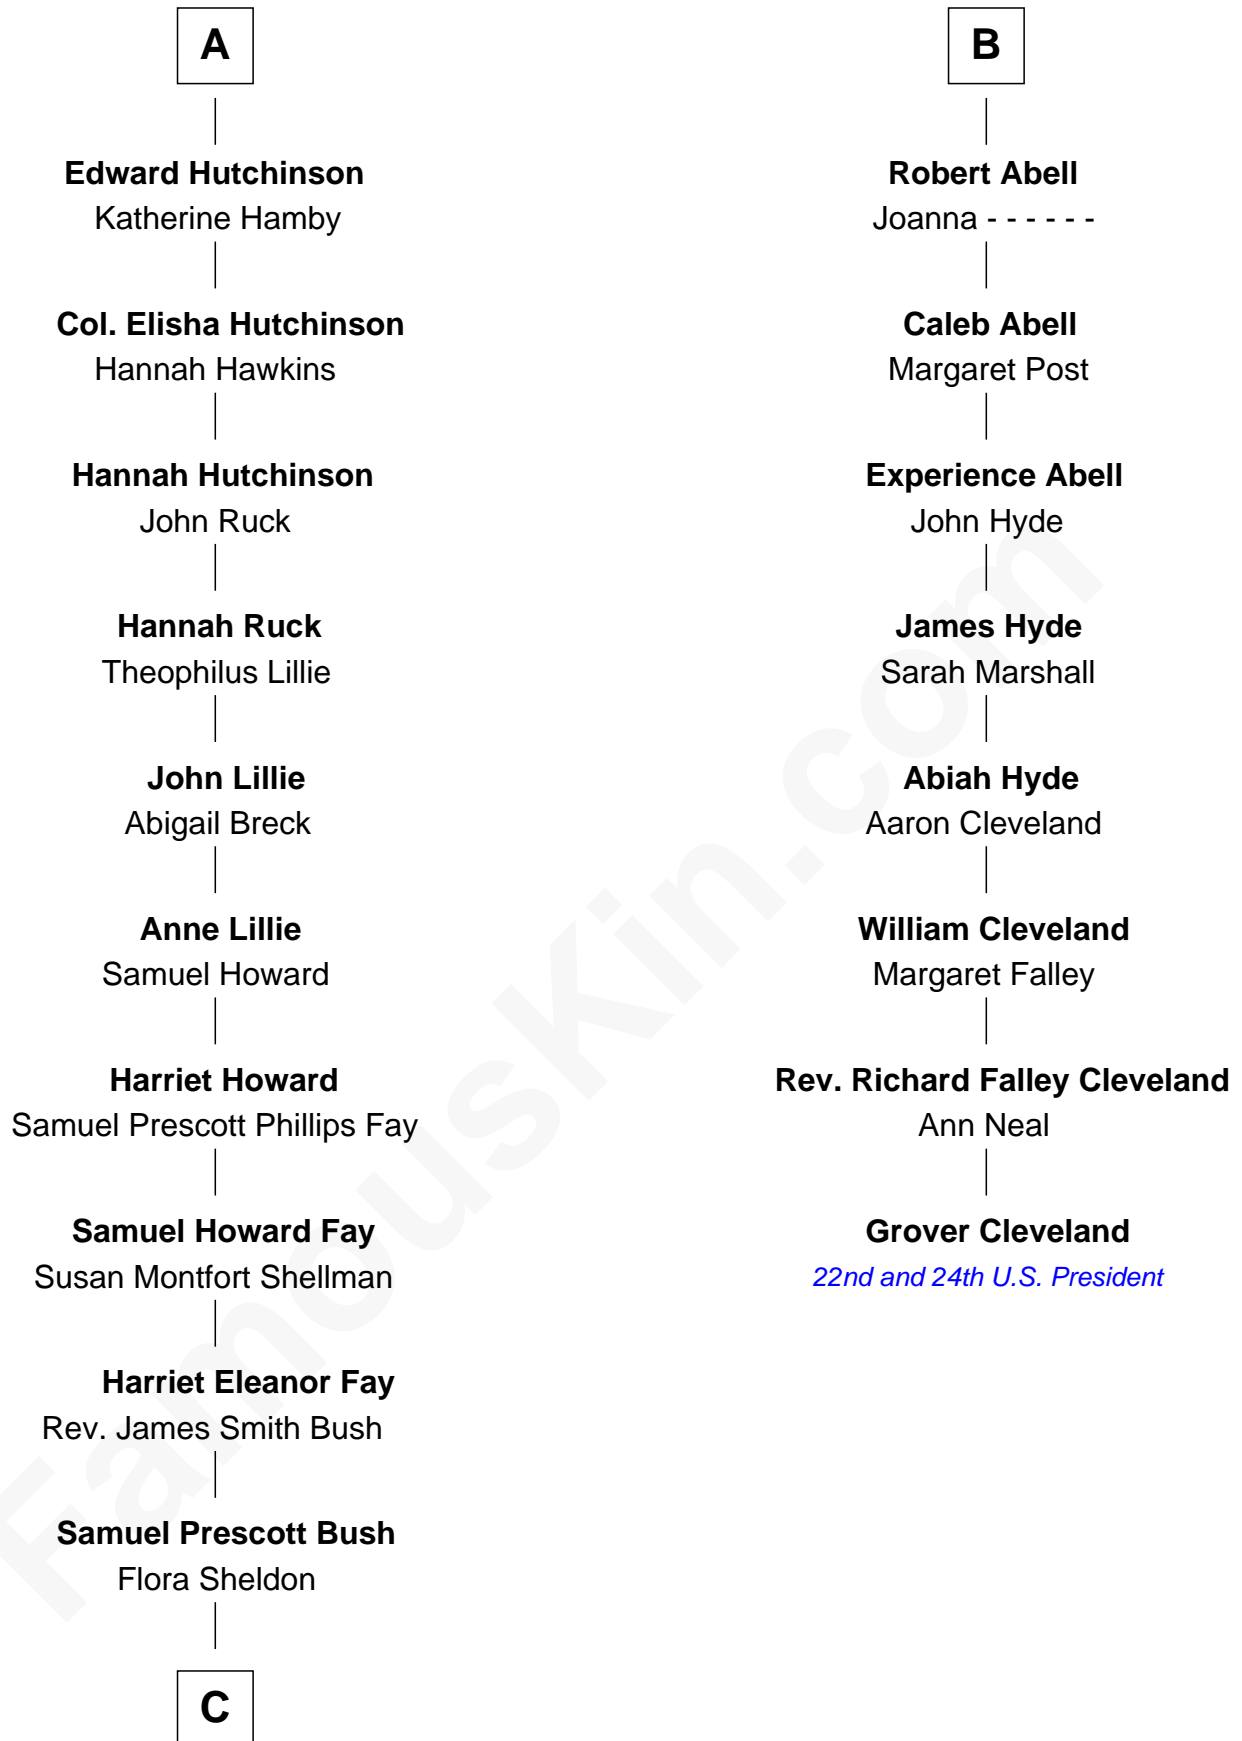 A
Edward Hutchinson
Katherine Hamby
Col. Elisha Hutchinson
Hannah Hawkins
Hannah Hutchinson
John Ruck
Hannah Ruck
Theophilus Lillie
John Lillie
Abigail Breck
Anne Lillie
Samuel Howard
Harriet Howard
Samuel Prescott Phillips Fay
Samuel Howard Fay
Susan Montfort Shellman
Harriet Eleanor Fay
Rev. James Smith Bush
Samuel Prescott Bush
Flora Sheldon
C
B
Robert Abell
Joanna - - - - - -
Caleb Abell
Margaret Post
Experience Abell
John Hyde
James Hyde
Sarah Marshall
Abiah Hyde
Aaron Cleveland
William Cleveland
Margaret Falley
Rev. Richard Falley Cleveland
Ann Neal
Grover Cleveland
22nd and 24th U.S. President
FamousKin.com